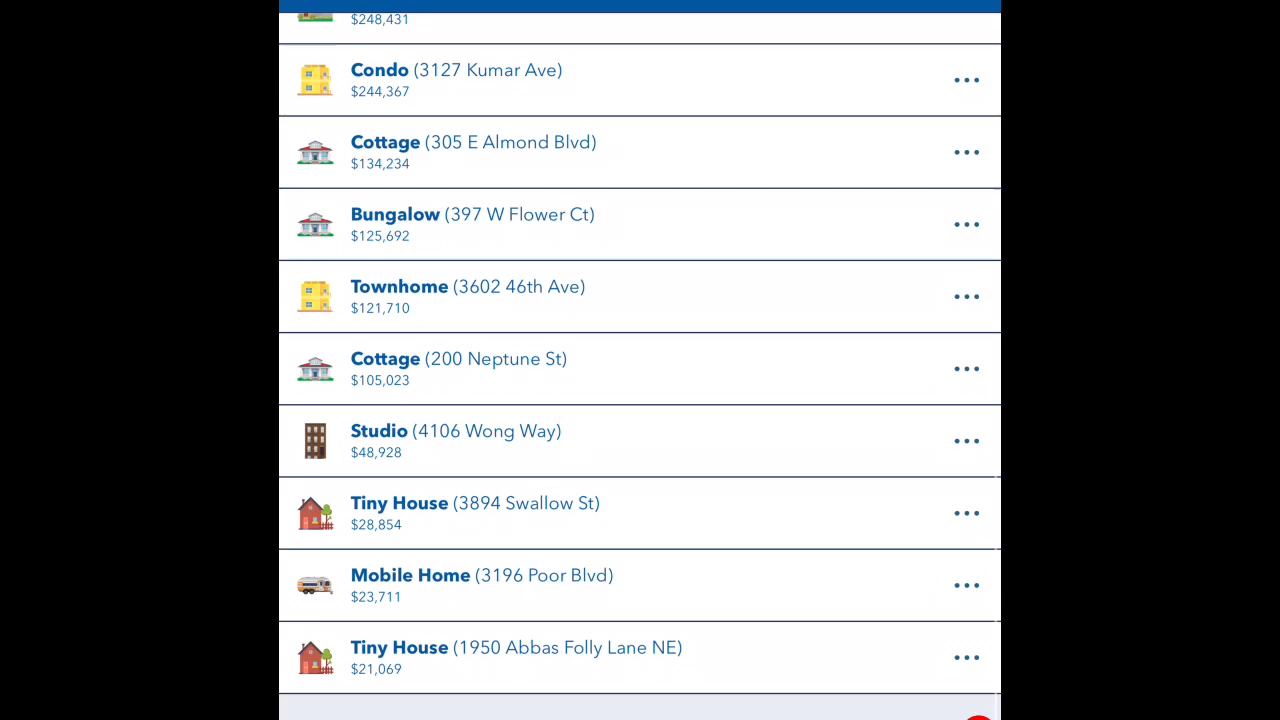 $248,431
Condo (3127 Kumar Ave)
$244,367
Cottage (305 E Almond Blvd)
$134,234
Bungalow (397 W Flower Ct)
$125,692
Townhome (3602 46th Ave)
$121,710
Cottage (200 Neptune St)
$105,023
Studio (4106 Wong Way)
$48,928
Tiny House (3894 Swallow St)
$28,854
Mobile Home (3196 Poor Blvd)
$23,711
Tiny House (1950 Abbas Folly Lane NE)
$21,069